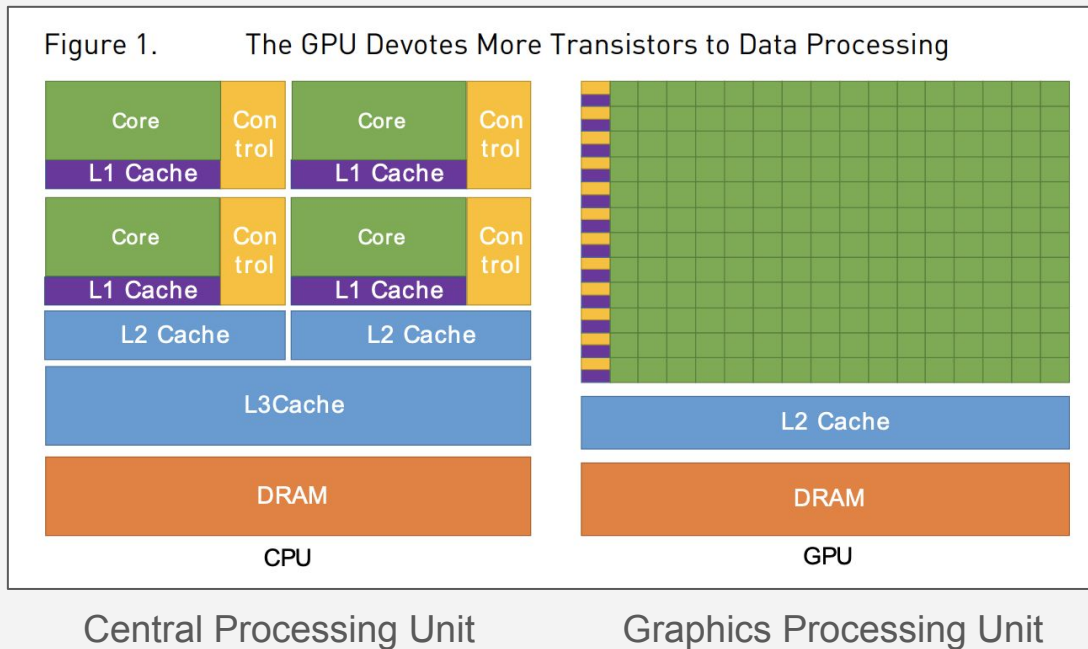 Figure 1. The GPU Devotes More Transistors to Data Processing
Core
Con
trol
L1 Cache
Core
Con
trol
L1 Cache
Core
Con
trol
L1 Cache
Core
Con
trol
L1 Cache
L2 Cache
L2 Cache
L3Cache
DRAM
CPU
L2 Cache
DRAM
GPU
Central Processing Unit
Graphics Processing Unit